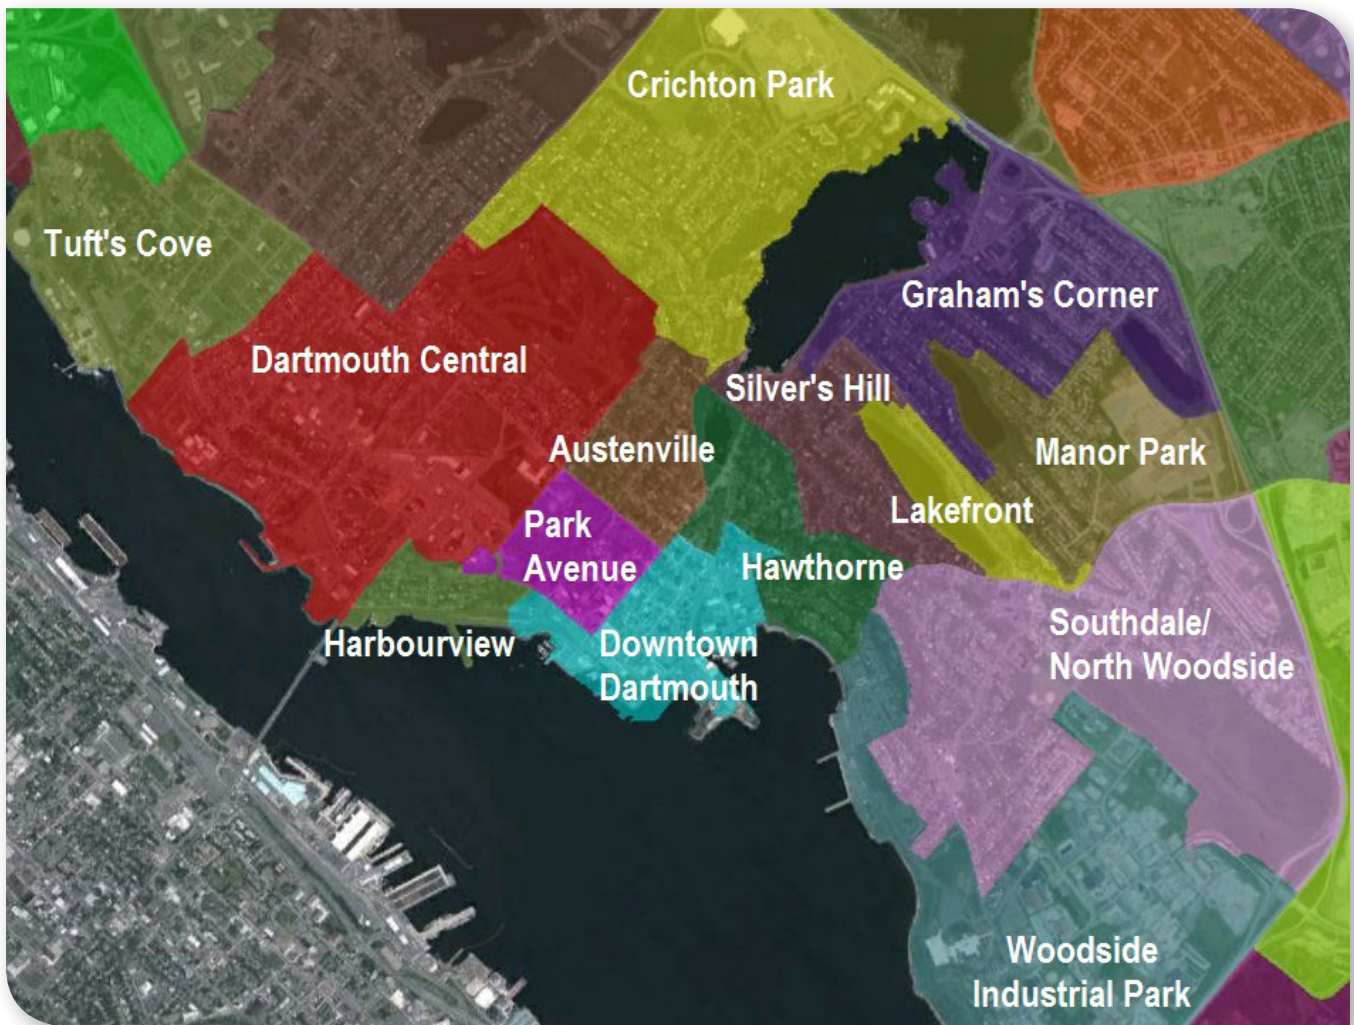 Crichton Park
Tuft's Cove
Graham's Corner
Dartmouth Central
Silver's Hill
Austenville
Manor Park
Lakefront
Park
Avenue
Hawthorne
Harbourview
Downtown
Dartmouth
Southdale/
North Woodside
Woodside
Industrial Park